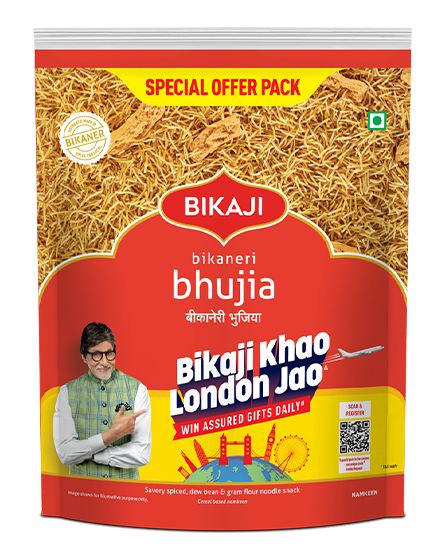 SPECIAL OFFER PACK
BIKANER
BIKAJI
bikaneri
bhujia
बीकानेरी भुजिया
Bikaji Khao
London Jao
WIN ASSURED GIFTS DAILY
SCAN &
REGISTER
Image shown for illustrative purpose only.
Savory spiced, dew bean & gram flour noodle snack
Cereal based namkeen
NAMKEEN